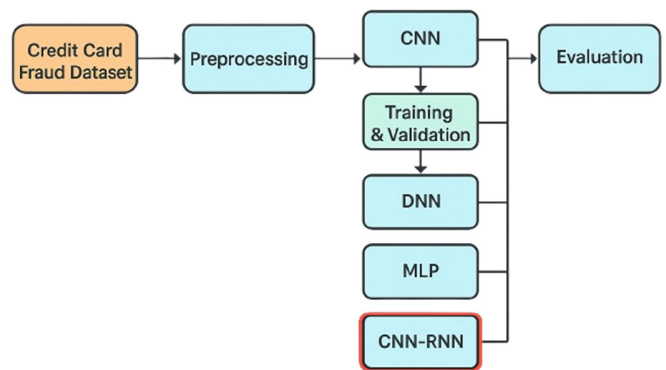 Credit Card
Fraud Dataset
Preprocessing
CNN
Training
& Validation
DNN
MLP
CNN-RNN
Evaluation